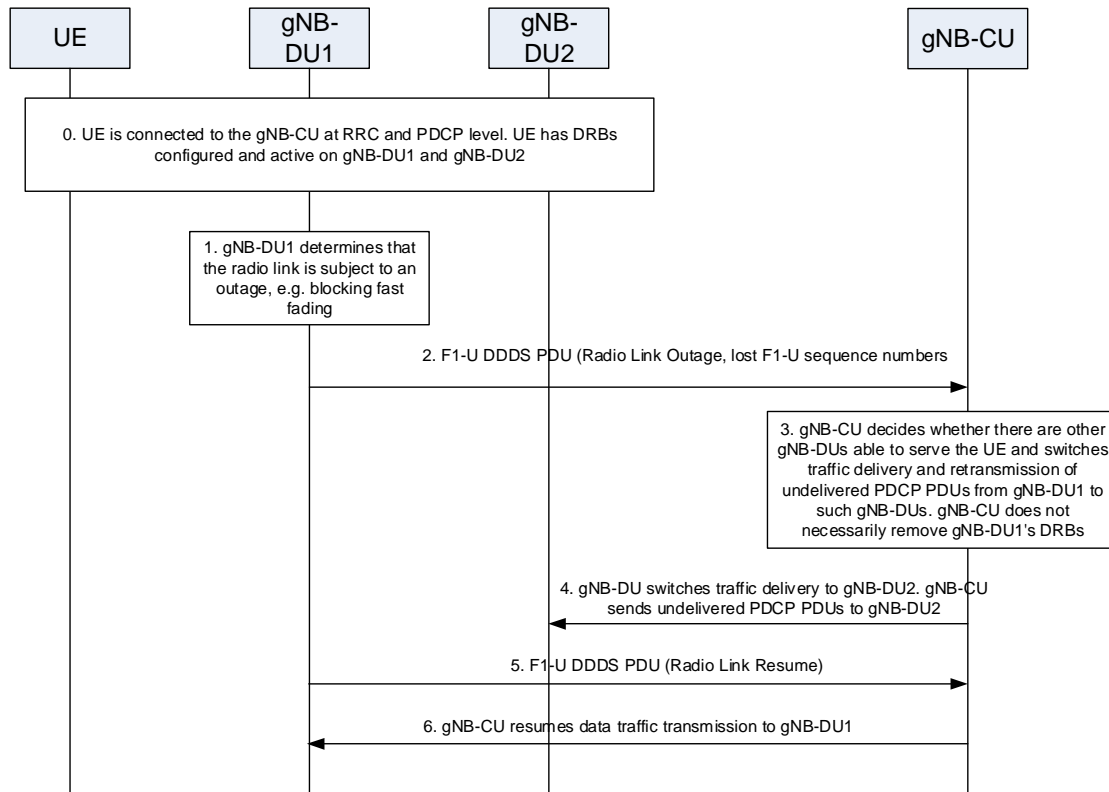 UE
gNB-
DU1
gNB-
DU2
gNB-CU
0. UE is connected to the gNB-CU at RRC and PDCP level. UE has DRBs
configured and active on gNB-DU1 and gNB-DU2
1. gNB-DU1 determines that
the radio link is subject to an
outage, e.g. blocking fast
fading
2. F1-U DDDS PDU (Radio Link Outage, lost F1-U sequence numbers
3. gNB-CU decides whether there are other
gNB-DUs able to serve the UE and switches
traffic delivery and retransmission of
undelivered PDCP PDUs from gNB-DU1 to
such gNB-DUs. gNB-CU does not
necessarily remove gNB-DU1's DRBs
4. gNB-DU switches traffic delivery to gNB-DU2. gNB-CU
sends undelivered PDCP PDUs to gNB-DU2
5. F1-U DDDS PDU (Radio Link Resume)
6. gNB-CU resumes data traffic transmission to gNB-DU1